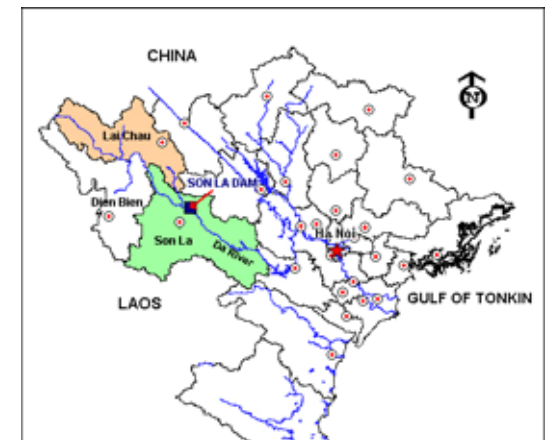 CHINA
N
Lai Chau
SON LA DAM
Dien Bien
Ha Noi
Son La
Da River
LAOS
GULF OF TONKIN